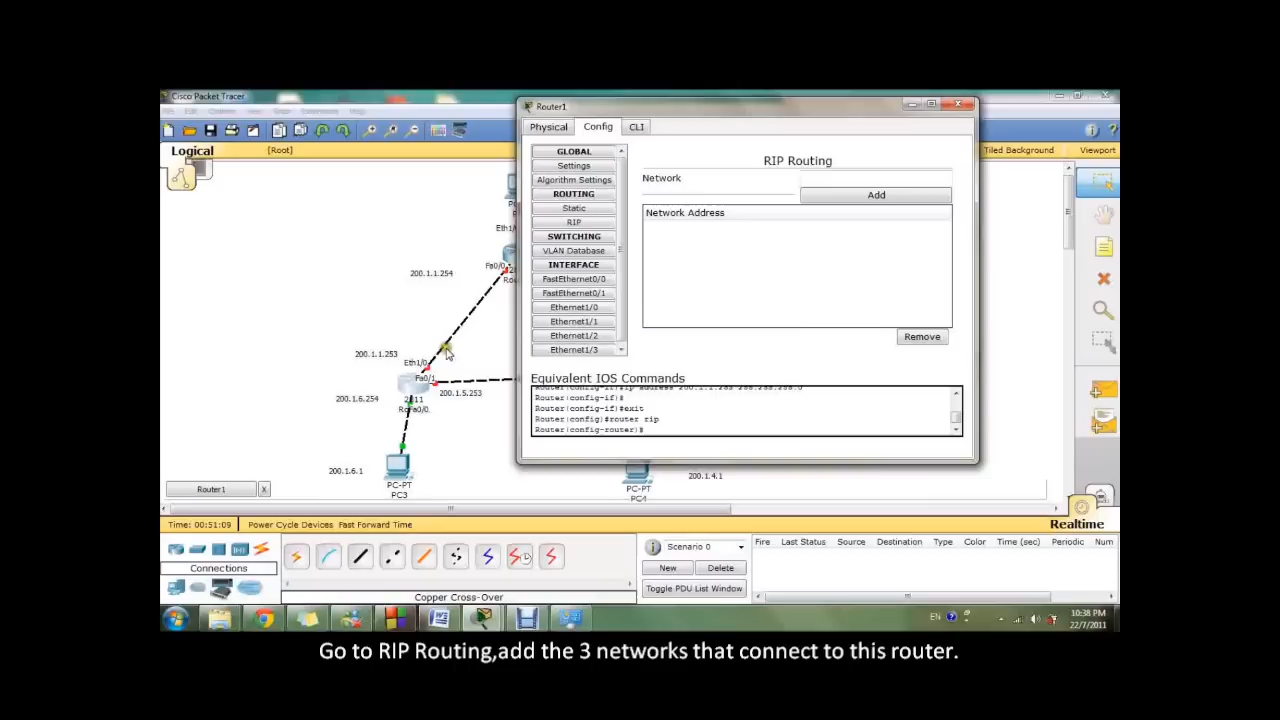 Cisco Packet Tracer
Logical
[Root]
Tiled Background
Viewport
Router1
Physical
Config
CLI
GLOBAL
Settings
Algorithm Settings
ROUTING
Static
RIP
SWITCHING
VLAN Database
INTERFACE
FastEthernet0/0
FastEthernet0/1
Ethernet1/0
Ethernet1/1
Ethernet1/2
Ethernet1/3
RIP Routing
Network
Add
Network Address
Remove
Equivalent IOS Commands
Router(config-if)#
Router(config-if)#exit
Router(config)#router rip
Router(config-router)#
Eth1/
Fa0/0
200.1.1.254
200.1.1.253
Eth1/0
Fa0/1
200.1.5.253
200.1.6.254
2811
Fa0/0
200.1.6.1
PC-PT
PC3
PC-PT
PC4
200.1.4.1
Router1
X
Time: 00:51:09
Power Cycle Devices Fast Forward Time
Realtime
Connections
Copper Cross-Over
Scenario 0
New
Delete
Toggle PDU List Window
Fire Last Status Source Destination Type Color Time (sec) Periodic Num
EN
10:38 PM
22/7/2011
Go to RIP Routing,add the 3 networks that connect to this router.